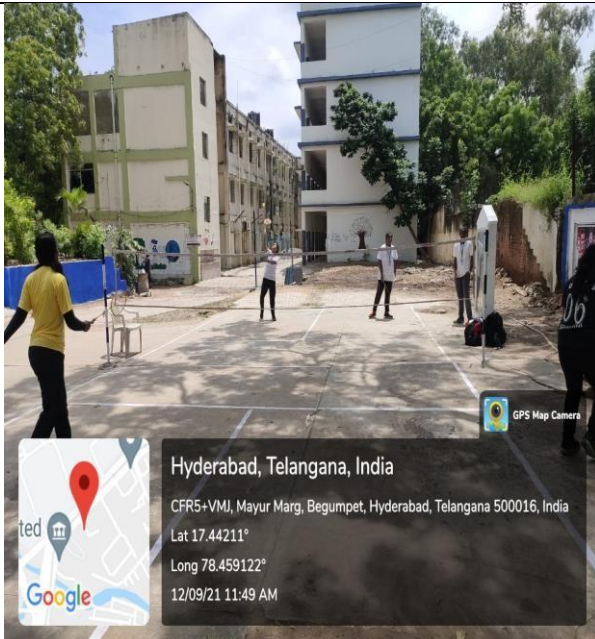 06
GPS Map Camera
Hyderabad, Telangana, India
CFR5+VMJ, Mayur Marg, Begumpet, Hyderabad, Telangana 500016, India
Lat 17.44211°
Long 78.459122°
12/09/21 11:49 AM
ted
Google